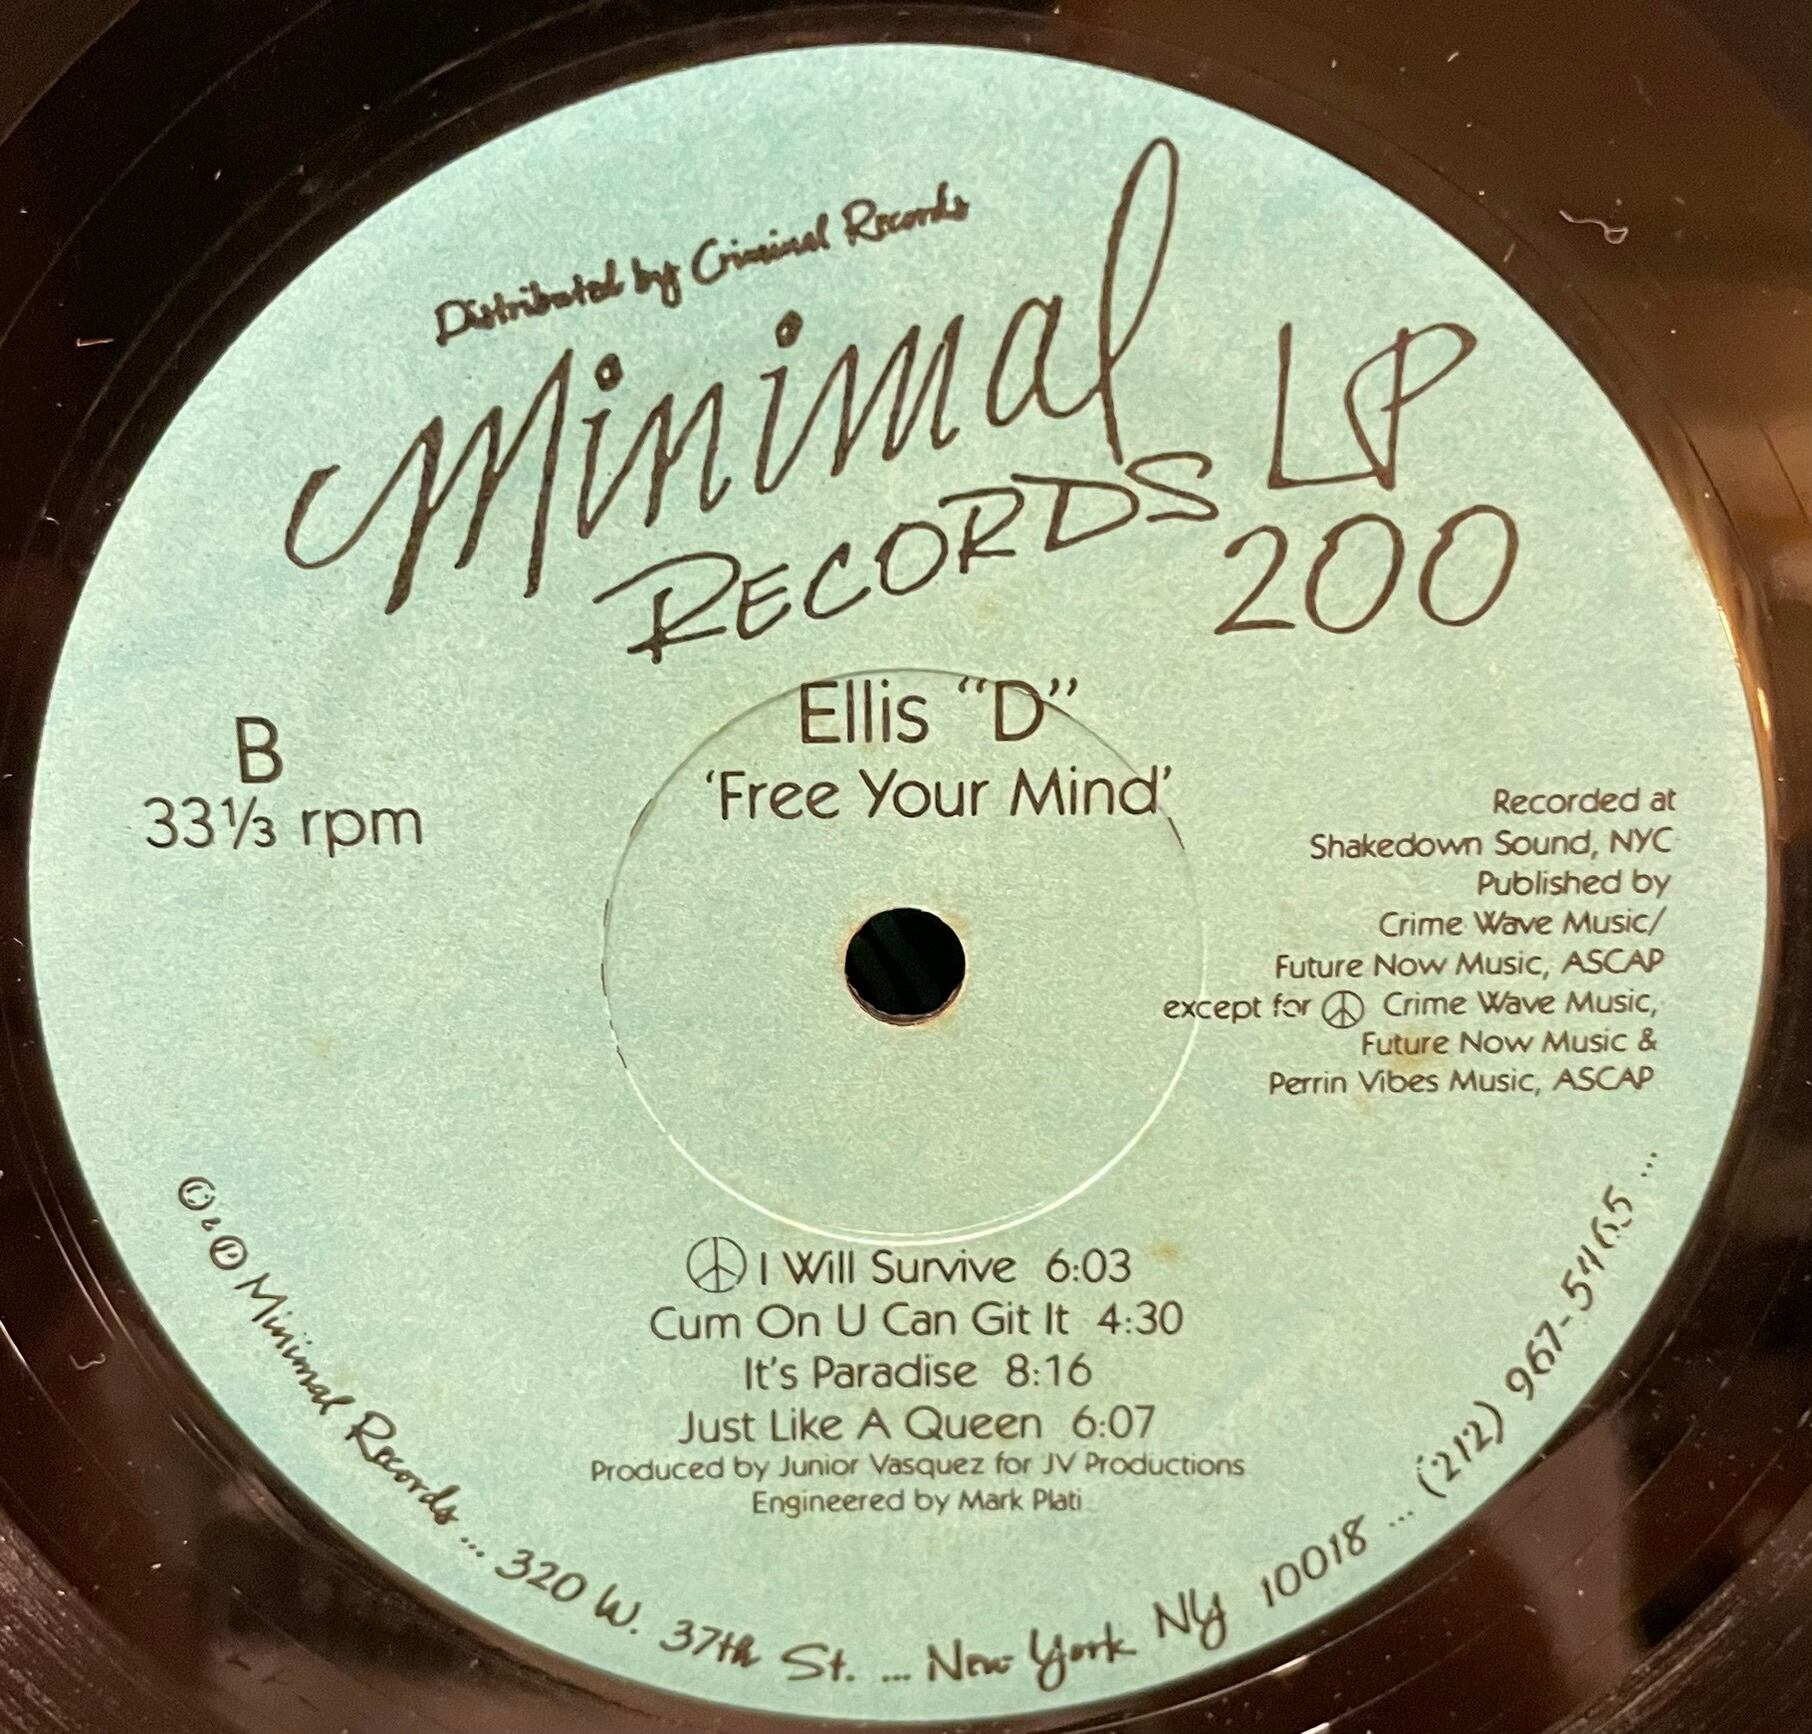 Distributed by Criminal Records
Minimal
RECORDS
LP
200
Ellis “D”
‘Free Your Mind’
B
33⅓ rpm
Recorded at
Shakedown Sound, NYC
Published by
Crime Wave Music/
Future Now Music, ASCAP
except for ☮ Crime Wave Music,
Future Now Music &
Perrin Vibes Music, ASCAP
☮ I Will Survive 6:03
Cum On U Can Git It 4:30
It's Paradise 8:16
Just Like A Queen 6:07
Produced by Junior Vasquez for JV Productions
Engineered by Mark Plati
© & ℗ Minimal Records ... 320 W. 37th St. ... New York NY 10018 ... (212) 967-5465 ...